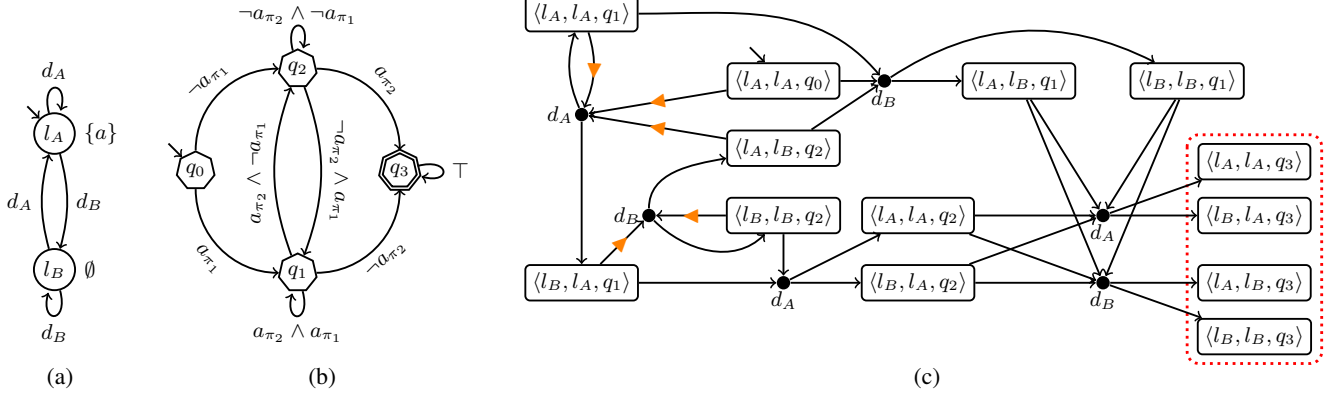 d_A
l_A {a}
d_A d_B
l_B ∅
d_B
(a)
¬a_{π_2} ∧ ¬a_{π_1}
q_2
¬a_{π_1} a_{π_2}
q_0 a_{π_2} ∧ ¬a_{π_1} ¬a_{π_2} ∧ a_{π_1} q_3 ⊤
a_{π_1} ¬a_{π_2}
q_1
a_{π_2} ∧ a_{π_1}
(b)
⟨l_A, l_A, q_1⟩
⟨l_A, l_A, q_0⟩ d_B ⟨l_A, l_B, q_1⟩ ⟨l_B, l_B, q_1⟩
d_A
⟨l_A, l_B, q_2⟩ ⟨l_A, l_A, q_3⟩
d_B ⟨l_B, l_B, q_2⟩ ⟨l_A, l_A, q_2⟩ d_A ⟨l_B, l_A, q_3⟩
⟨l_B, l_A, q_1⟩ d_A ⟨l_B, l_A, q_2⟩ d_B ⟨l_A, l_B, q_3⟩
⟨l_B, l_B, q_3⟩
(c)